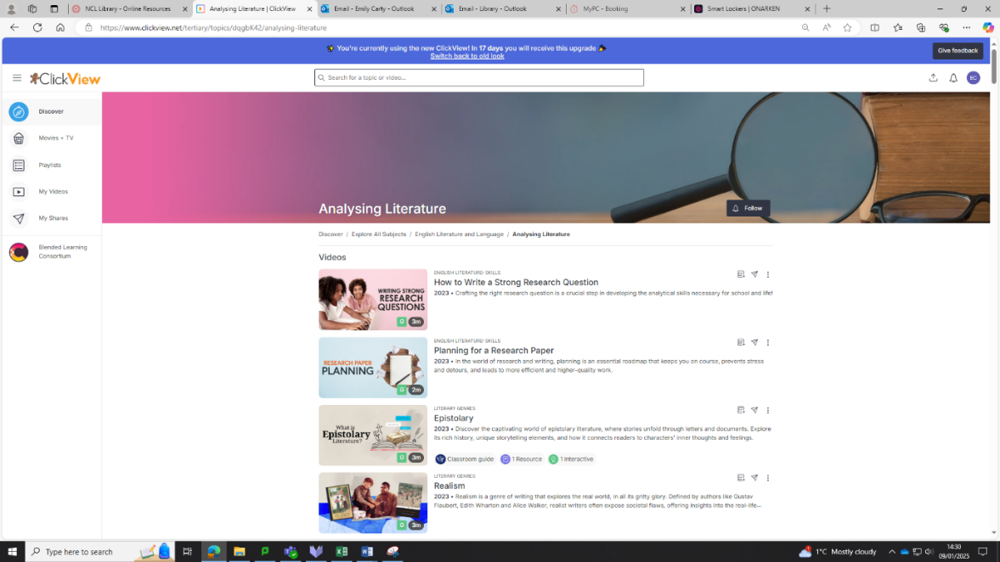 NCL Library - Online Resources
Analysing Literature | ClickView
Email - Emily Carty - Outlook
Email - Library - Outlook
MyPC - Booking
Smart Lockers | ONARKEN
https://www.clickview.net/tertiary/topics/dqgbK4Z/analysing-literature
You're currently using the new ClickView! In 17 days you will receive this upgrade
Switch back to old look
Give feedback
ClickView
Search for a topic or video...
EC
Discover
Movies + TV
Playlists
My Videos
My Shares
Blended Learning
Consortium
Analysing Literature
Follow
Discover / Explore All Subjects / English Literature and Language / Analysing Literature
Videos
WRITING STRONG
RESEARCH
QUESTIONS
G 3m
ENGLISH LITERATURE: SKILLS
How to Write a Strong Research Question
2023 • Crafting the right research question is a crucial step in developing the analytical skills necessary for school and life!
RESEARCH PAPER
PLANNING
G 2m
ENGLISH LITERATURE: SKILLS
Planning for a Research Paper
2023 • In the world of research and writing, planning is an essential roadmap that keeps you on course, prevents stress
and detours, and leads to more efficient and higher-quality work.
What is
Epistolary
Literature?
G 3m
LITERARY GENRES
Epistolary
2023 • Discover the captivating world of epistolary literature, where stories unfold through letters and documents. Explore
its rich history, unique storytelling elements, and how it connects readers to characters' inner thoughts and feelings.
Classroom guide 1 Resource 1 Interactive
G 3m
LITERARY GENRES
Realism
2023 • Realism is a genre of writing that explores the real world, in all its gritty glory. Defined by authors like Gustav
Flaubert, Edith Wharton and Alice Walker, realist writers often expose societal flaws, offering insights into the real-life...
Type here to search
1°C Mostly cloudy
14:30
09/01/2025